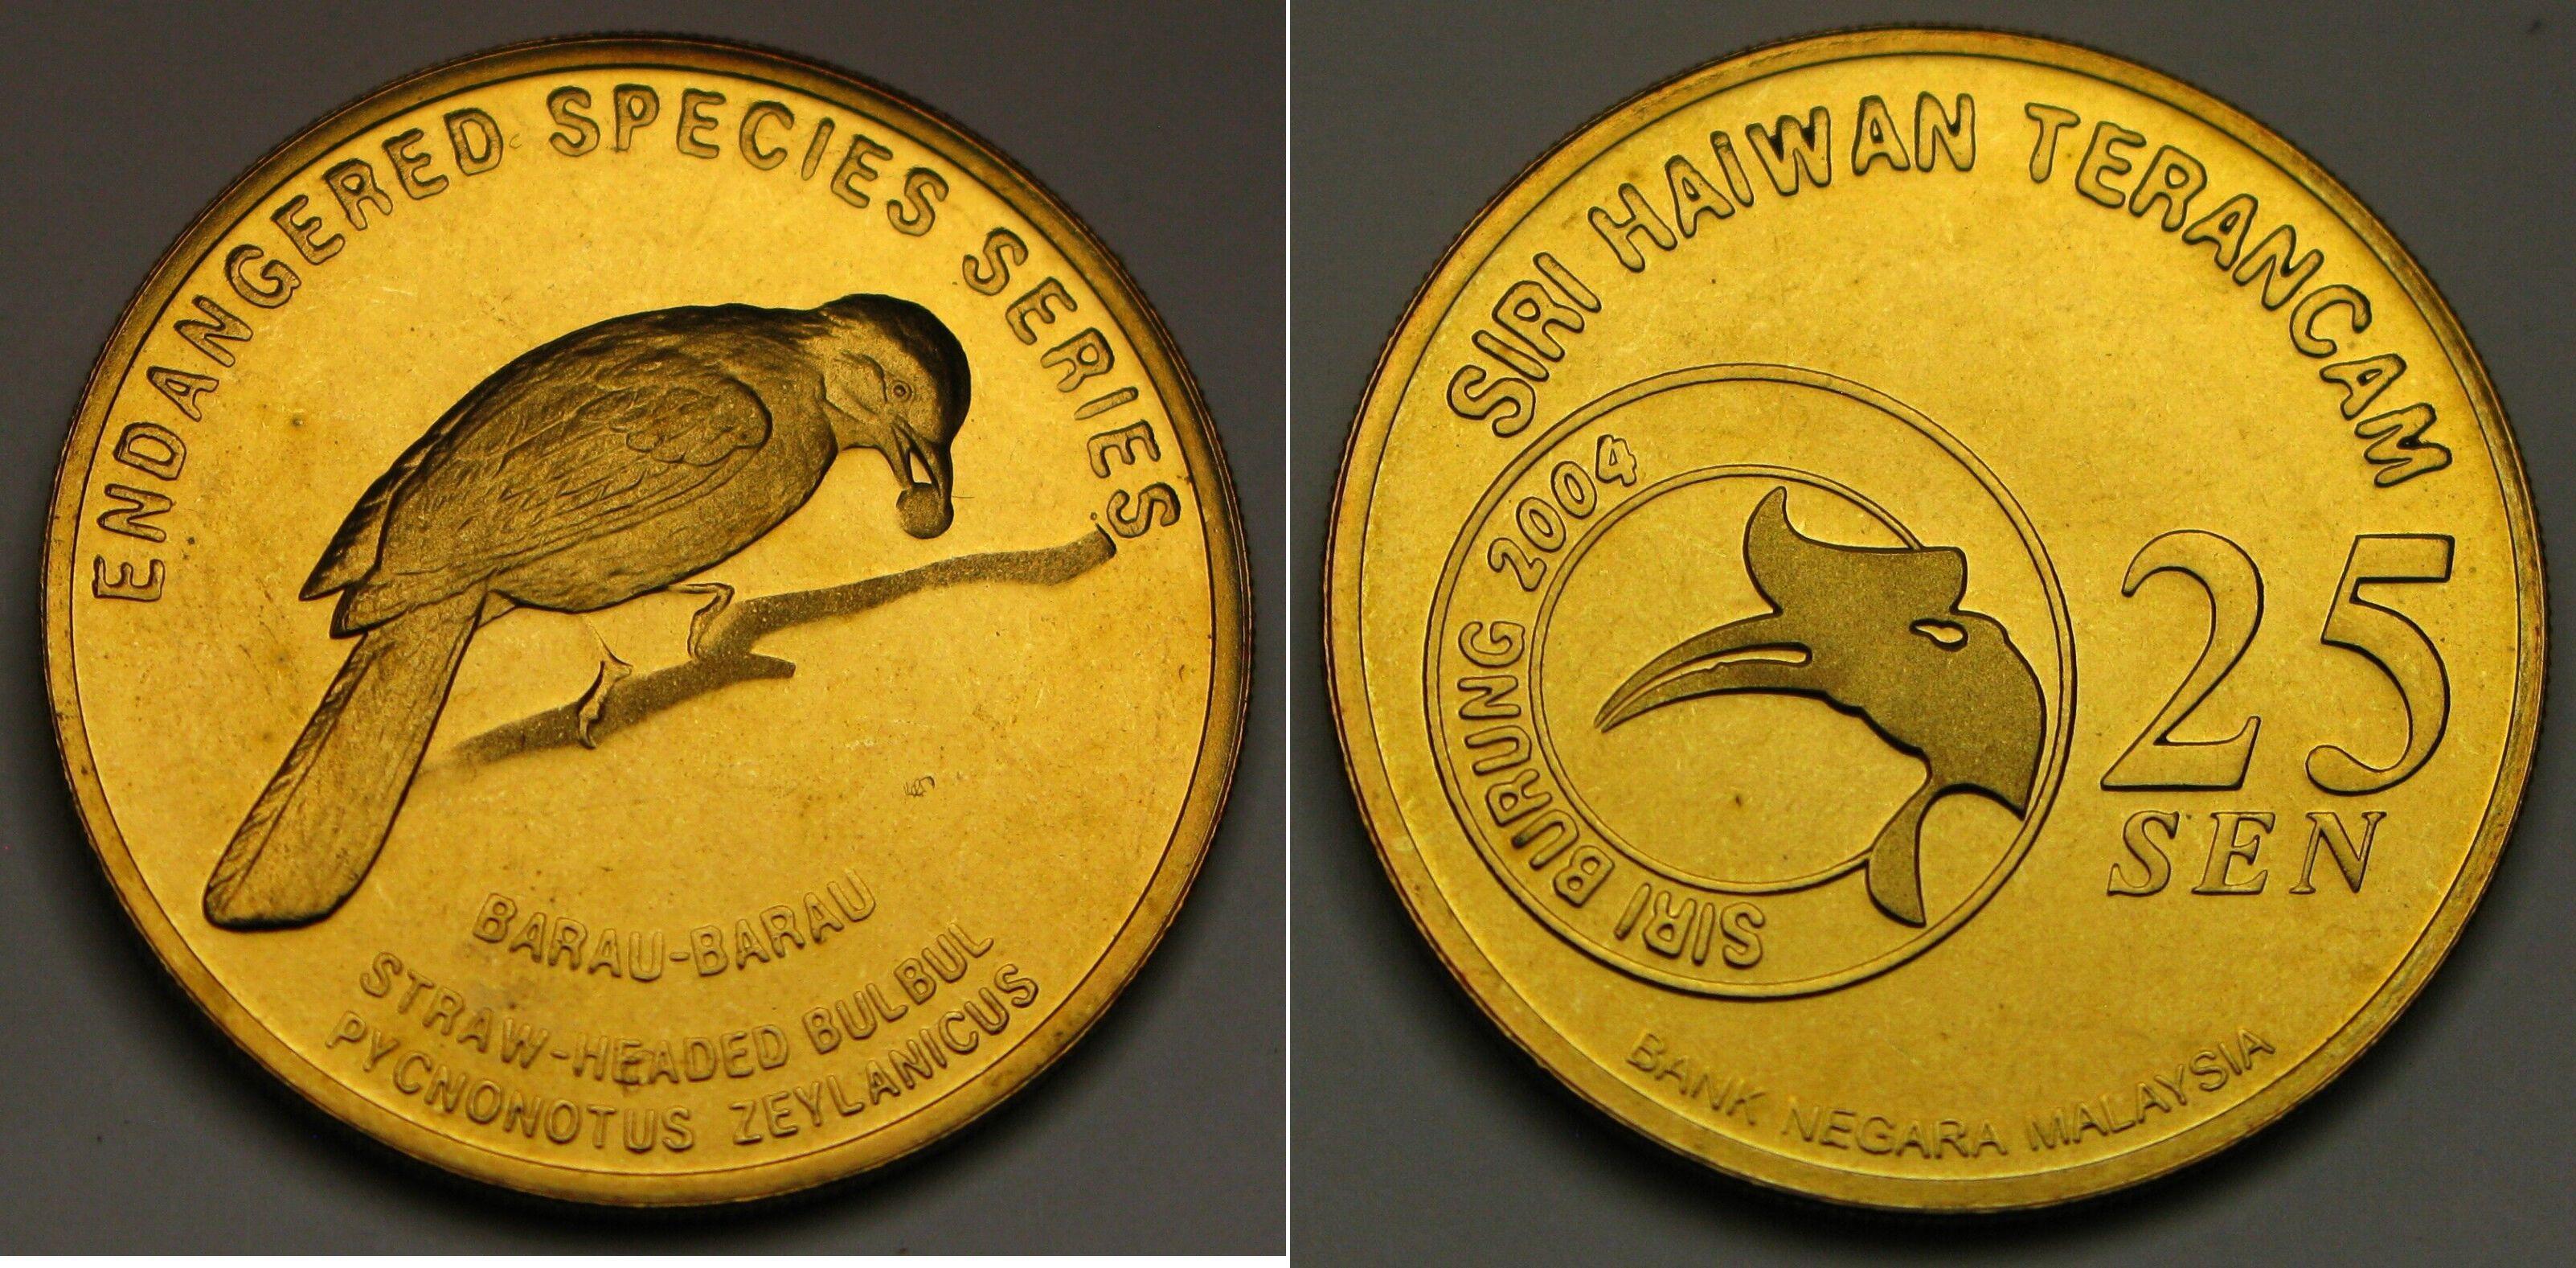 ENDANGERED SPECIES SERIES
BARAU-BARAU
STRAW-HEADED BULBUL
PYCNONOTUS ZEYLANICUS
SIRI HAIWAN TERANCAM
SIRI BURUNG 2004
25
SEN
BANK NEGARA MALAYSIA